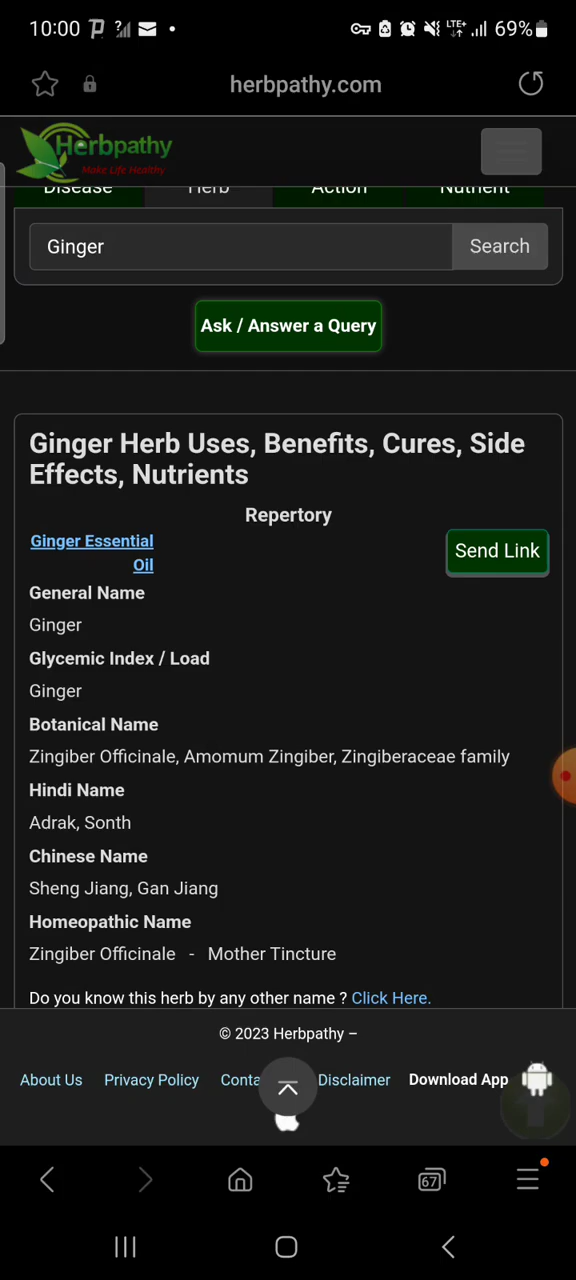 10:00
LTE+ 69%
herbpathy.com
Herbpathy
Make Life Healthy
Disease Herb Action Nutrient
Ginger Search
Ask / Answer a Query
Ginger Herb Uses, Benefits, Cures, Side
Effects, Nutrients
Repertory
Ginger Essential
Oil
Send Link
General Name
Ginger
Glycemic Index / Load
Ginger
Botanical Name
Zingiber Officinale, Amomum Zingiber, Zingiberaceae family
Hindi Name
Adrak, Sonth
Chinese Name
Sheng Jiang, Gan Jiang
Homeopathic Name
Zingiber Officinale - Mother Tincture
Do you know this herb by any other name ? Click Here.
© 2023 Herbpathy –
About Us Privacy Policy Conta Disclaimer Download App
67